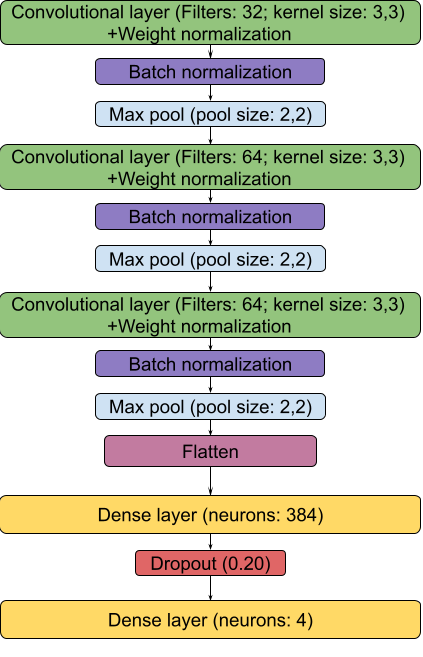 Convolutional layer (Filters: 32; kernel size: 3,3)
+Weight normalization
Batch normalization
Max pool (pool size: 2,2)
Convolutional layer (Filters: 64; kernel size: 3,3)
+Weight normalization
Batch normalization
Max pool (pool size: 2,2)
Convolutional layer (Filters: 64; kernel size: 3,3)
+Weight normalization
Batch normalization
Max pool (pool size: 2,2)
Flatten
Dense layer (neurons: 384)
Dropout (0.20)
Dense layer (neurons: 4)